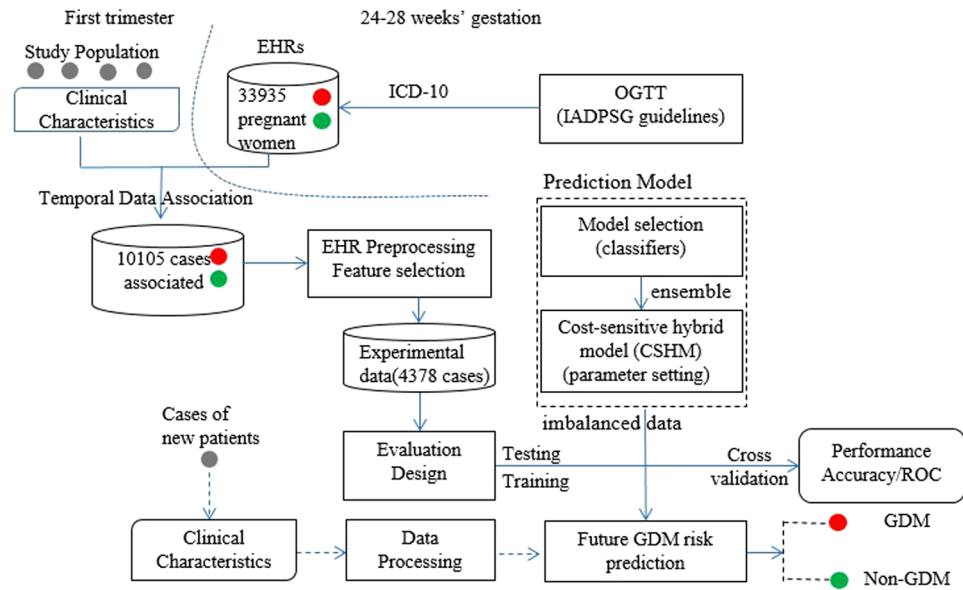 First trimester
24-28 weeks' gestation
Study Population
EHRs
Clinical
Characteristics
33935
pregnant
women
ICD-10
OGTT
(IADPSG guidelines)
Temporal Data Association
Prediction Model
10105 cases
associated
EHR Preprocessing
Feature selection
Model selection
(classifiers)
ensemble
Experimental
data(4378 cases)
Cost-sensitive hybrid
model (CSHM)
(parameter setting)
imbalanced data
Cases of
new patients
Evaluation
Design
Testing
Training
Cross
validation
Performance
Accuracy/ROC
Clinical
Characteristics
Data
Processing
Future GDM risk
prediction
GDM
Non-GDM